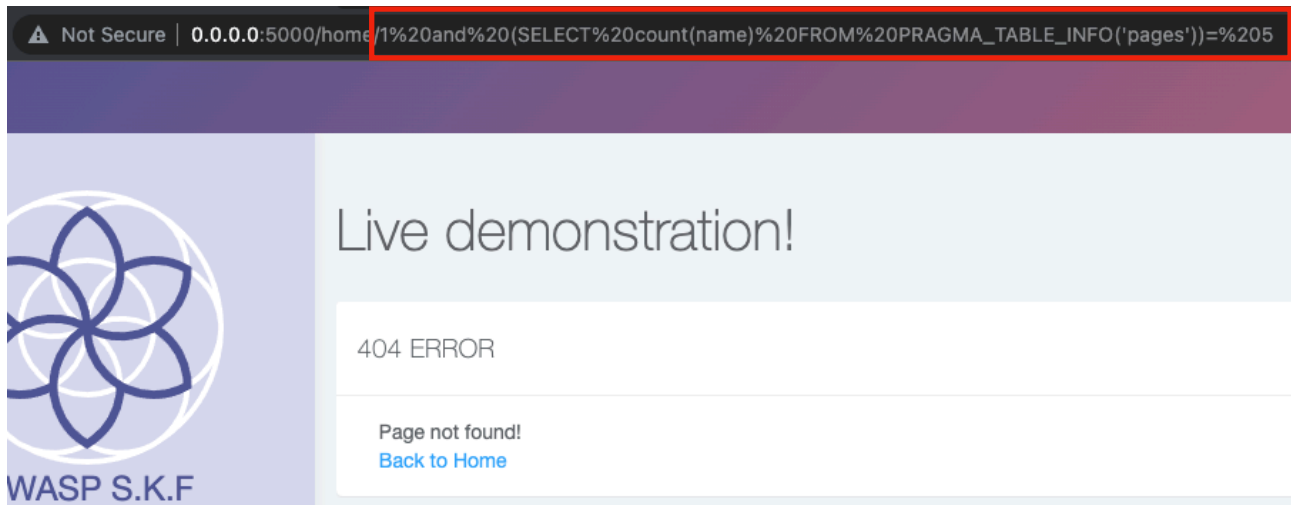 Not Secure | 0.0.0.0:5000/home/1%20and%20(SELECT%20count(name)%20FROM%20PRAGMA_TABLE_INFO('pages'))=%205
Live demonstration!
404 ERROR
Page not found!
Back to Home
WASP S.K.F